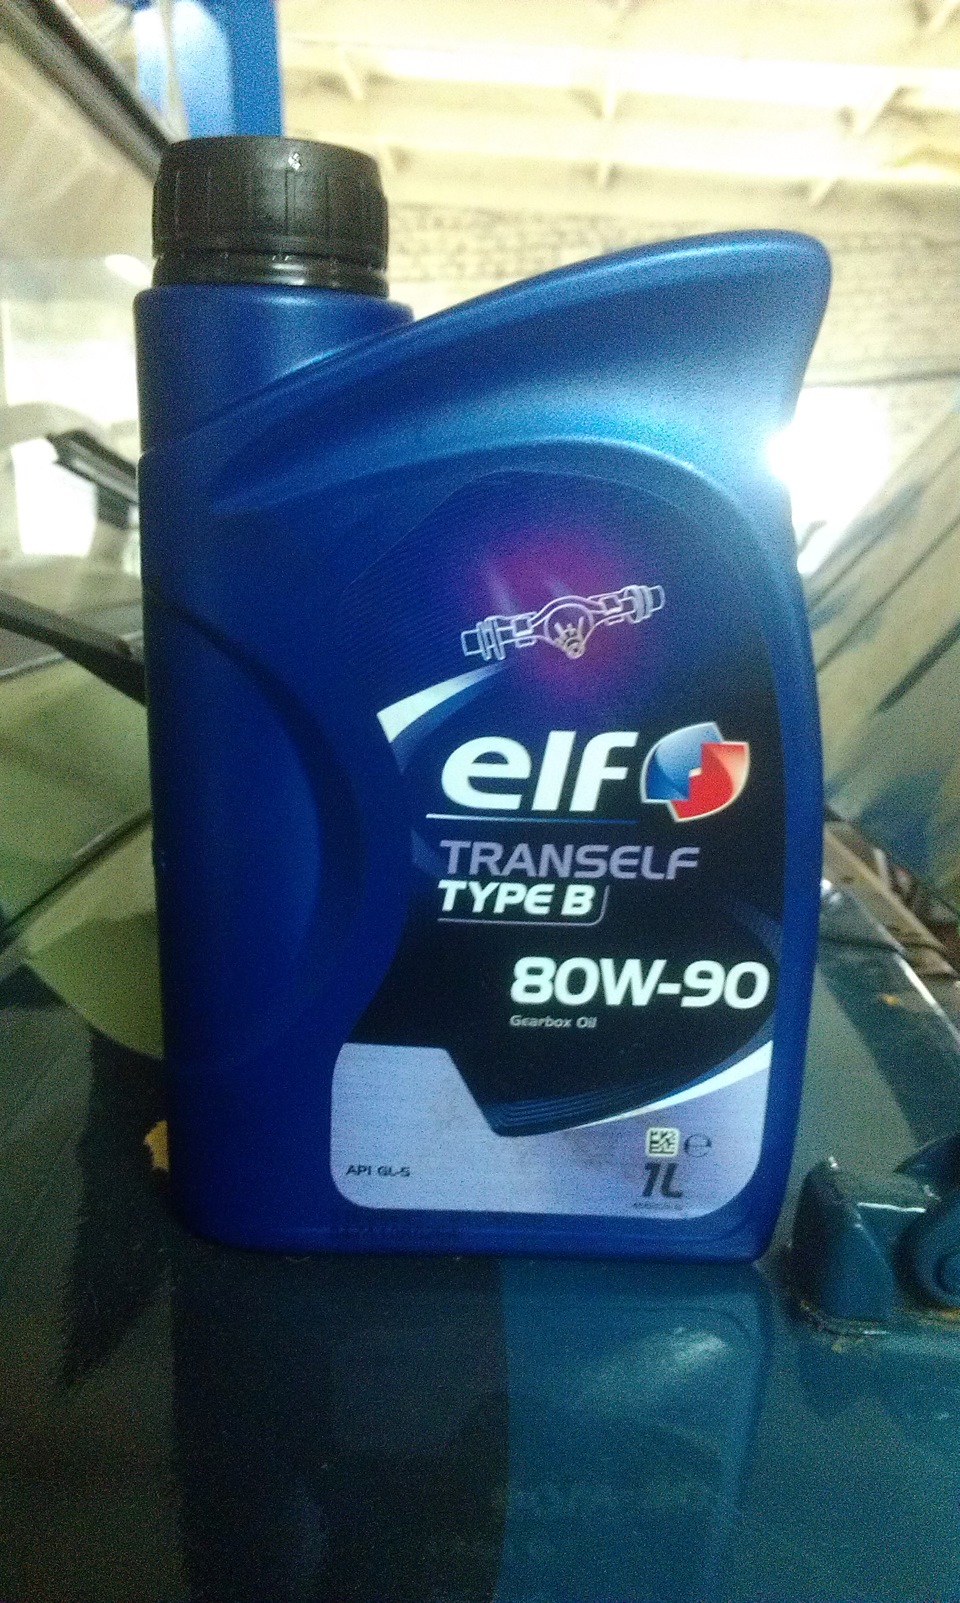 elf
TRANSELF
TYPE B
80W-90
Gearbox Oil
API GL-5
e
1L